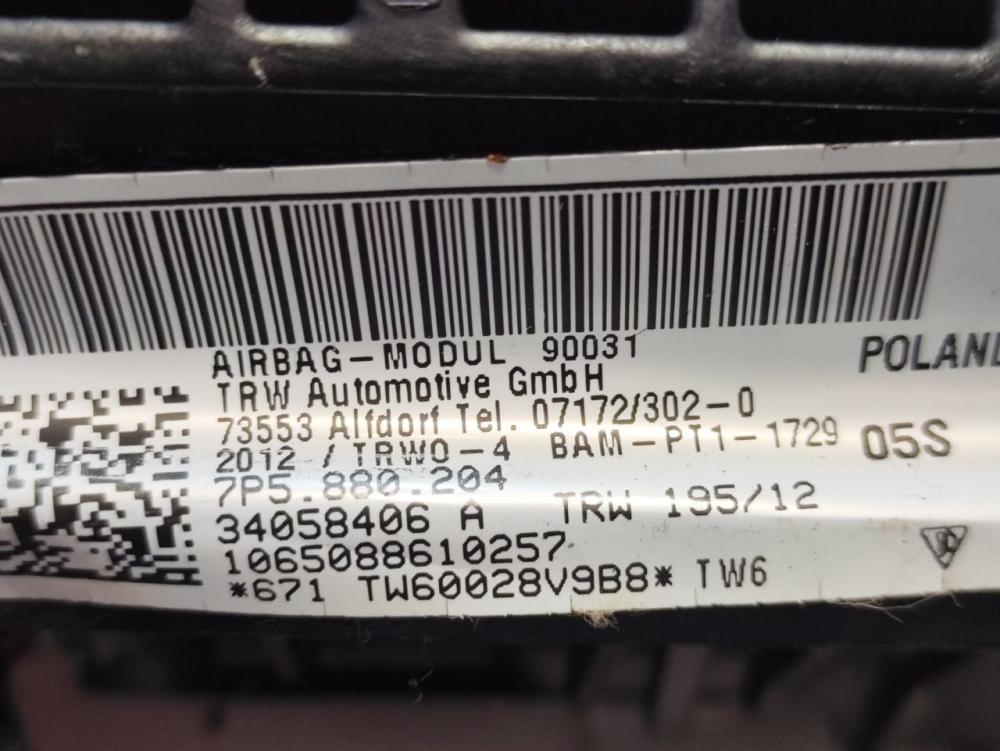 AIRBAG-MODUL 90031
TRW Automotive GmbH
73553 Alfdorf Tel. 07172/302-0
2012 / TRWO-4 BAM-PT1-1729
7P5.880.204
34058406 A TRW 195/12
1065088610257
*671 TW60028V9B8* TW6
POLAND
05S